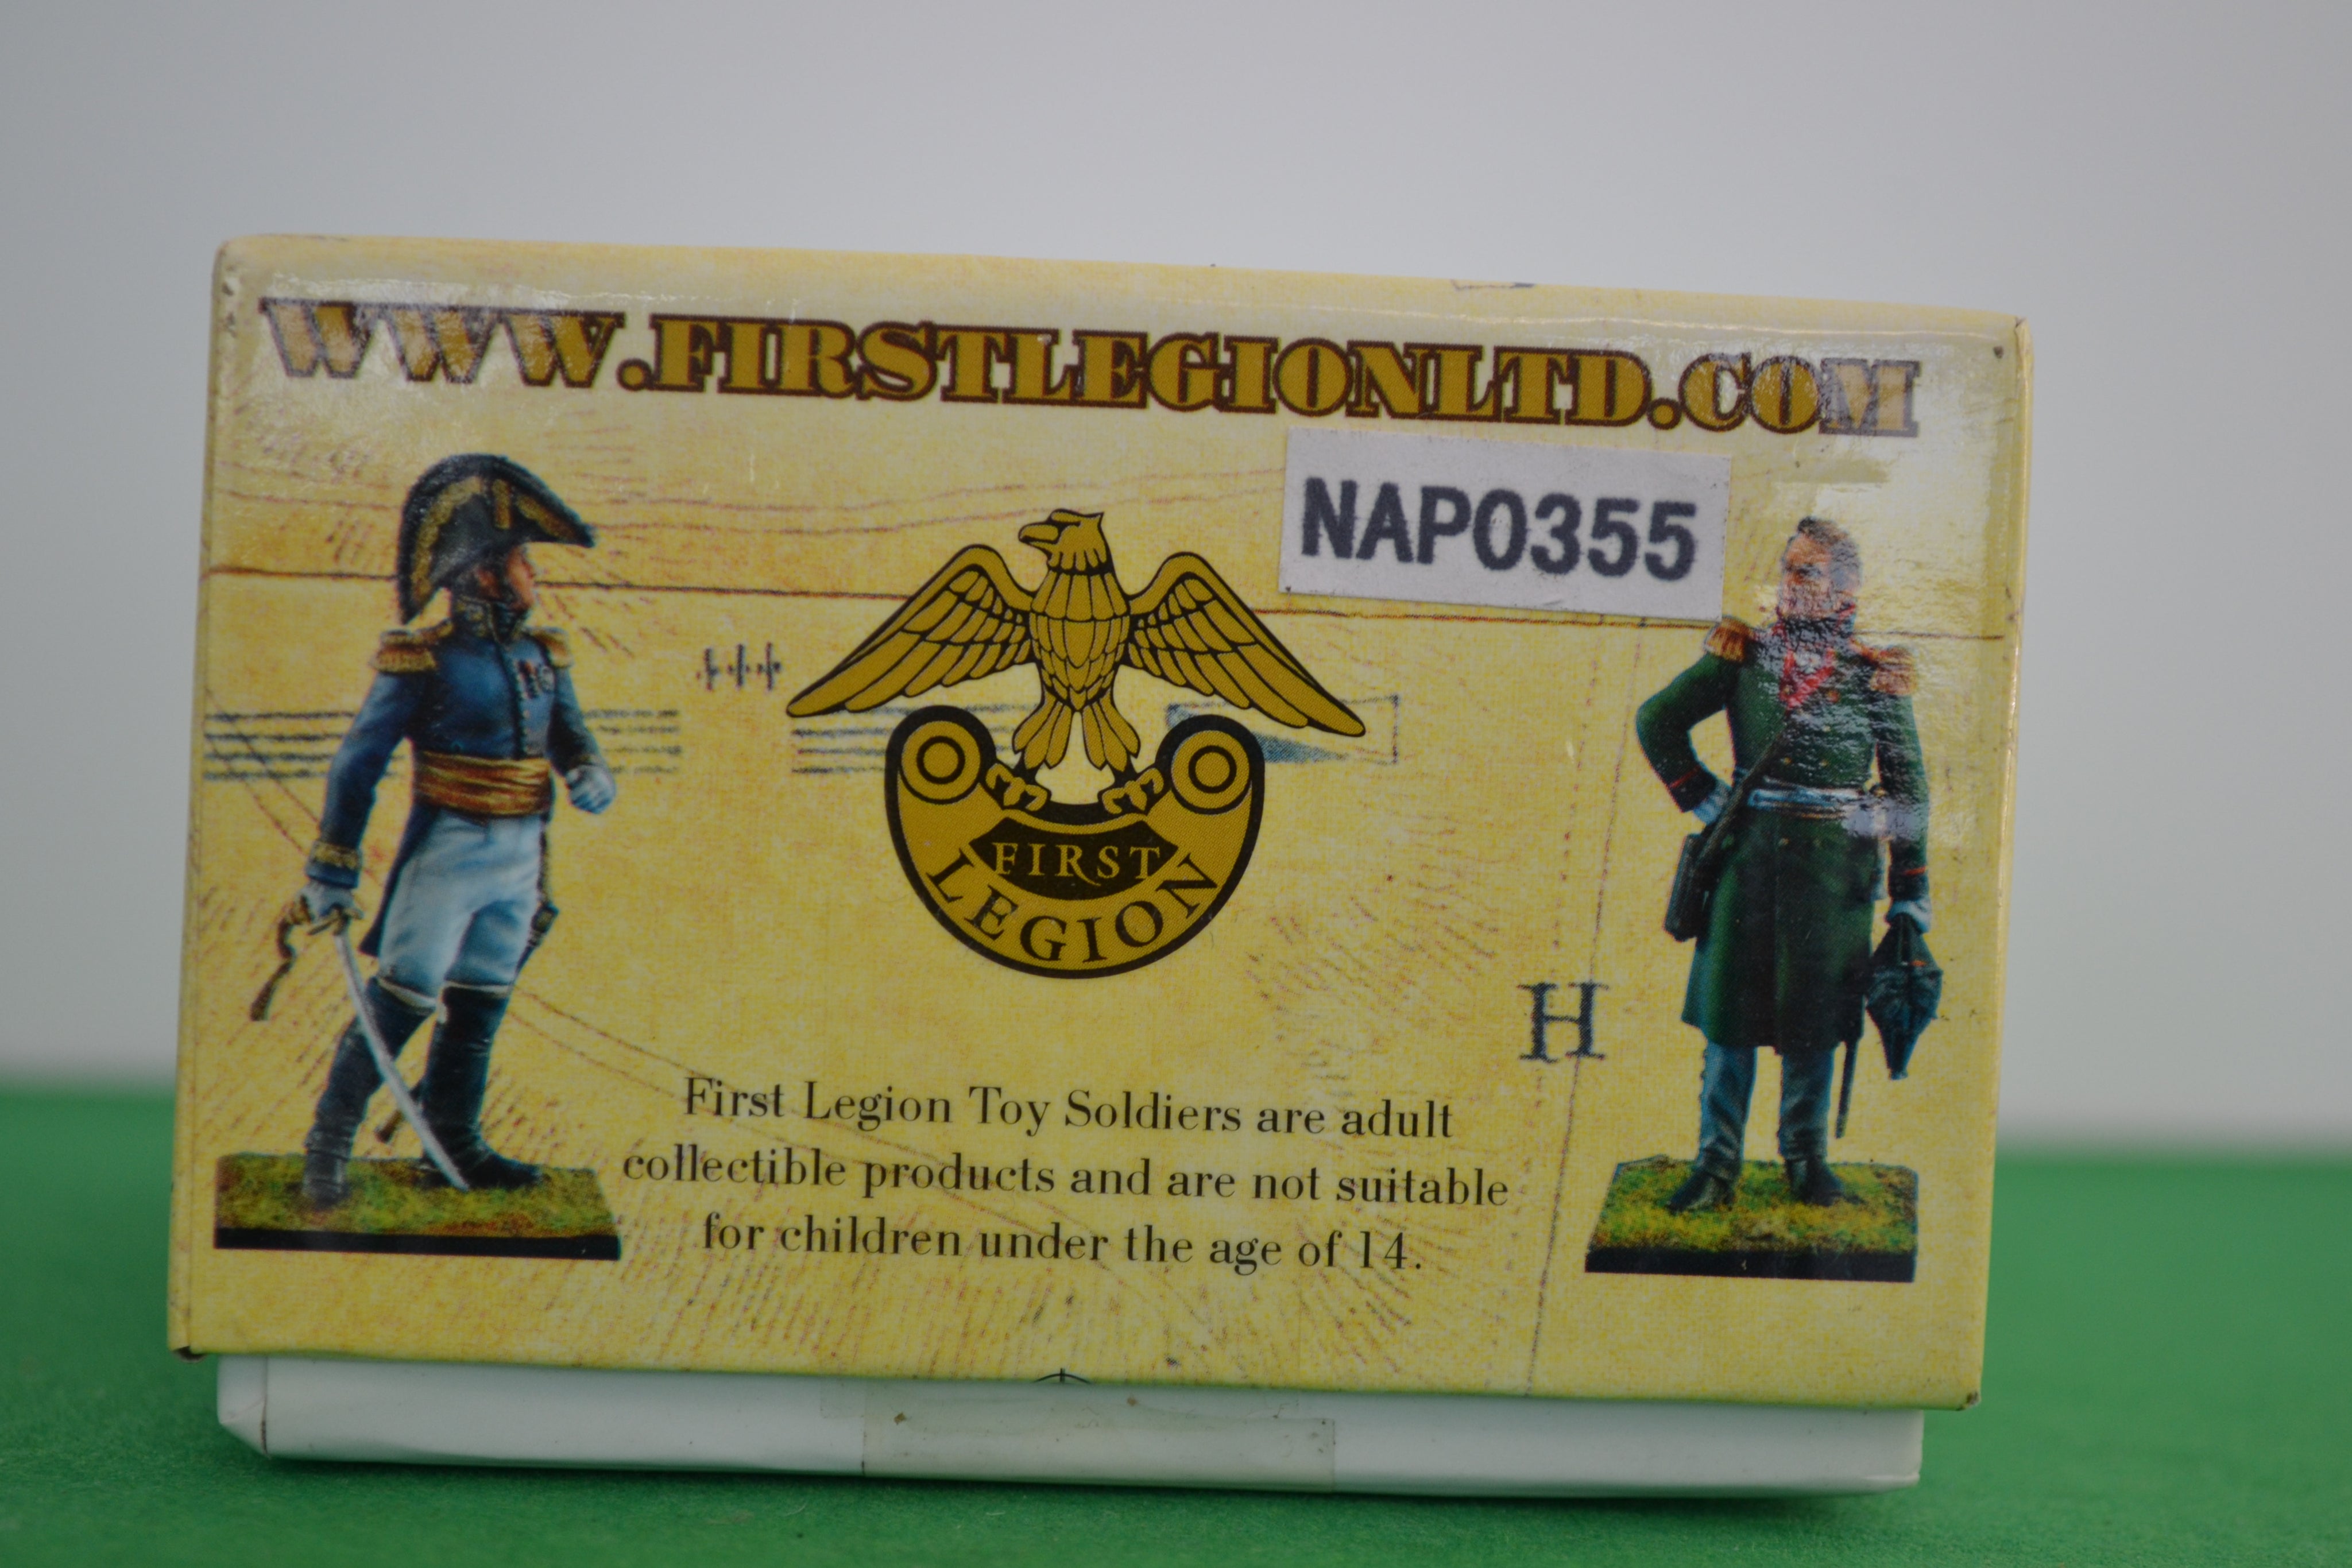 WWW.FIRSTLEGIONLTD.COM
NAP0355
FIRST
LEGION
H
First Legion Toy Soldiers are adult
collectible products and are not suitable
for children under the age of 14.